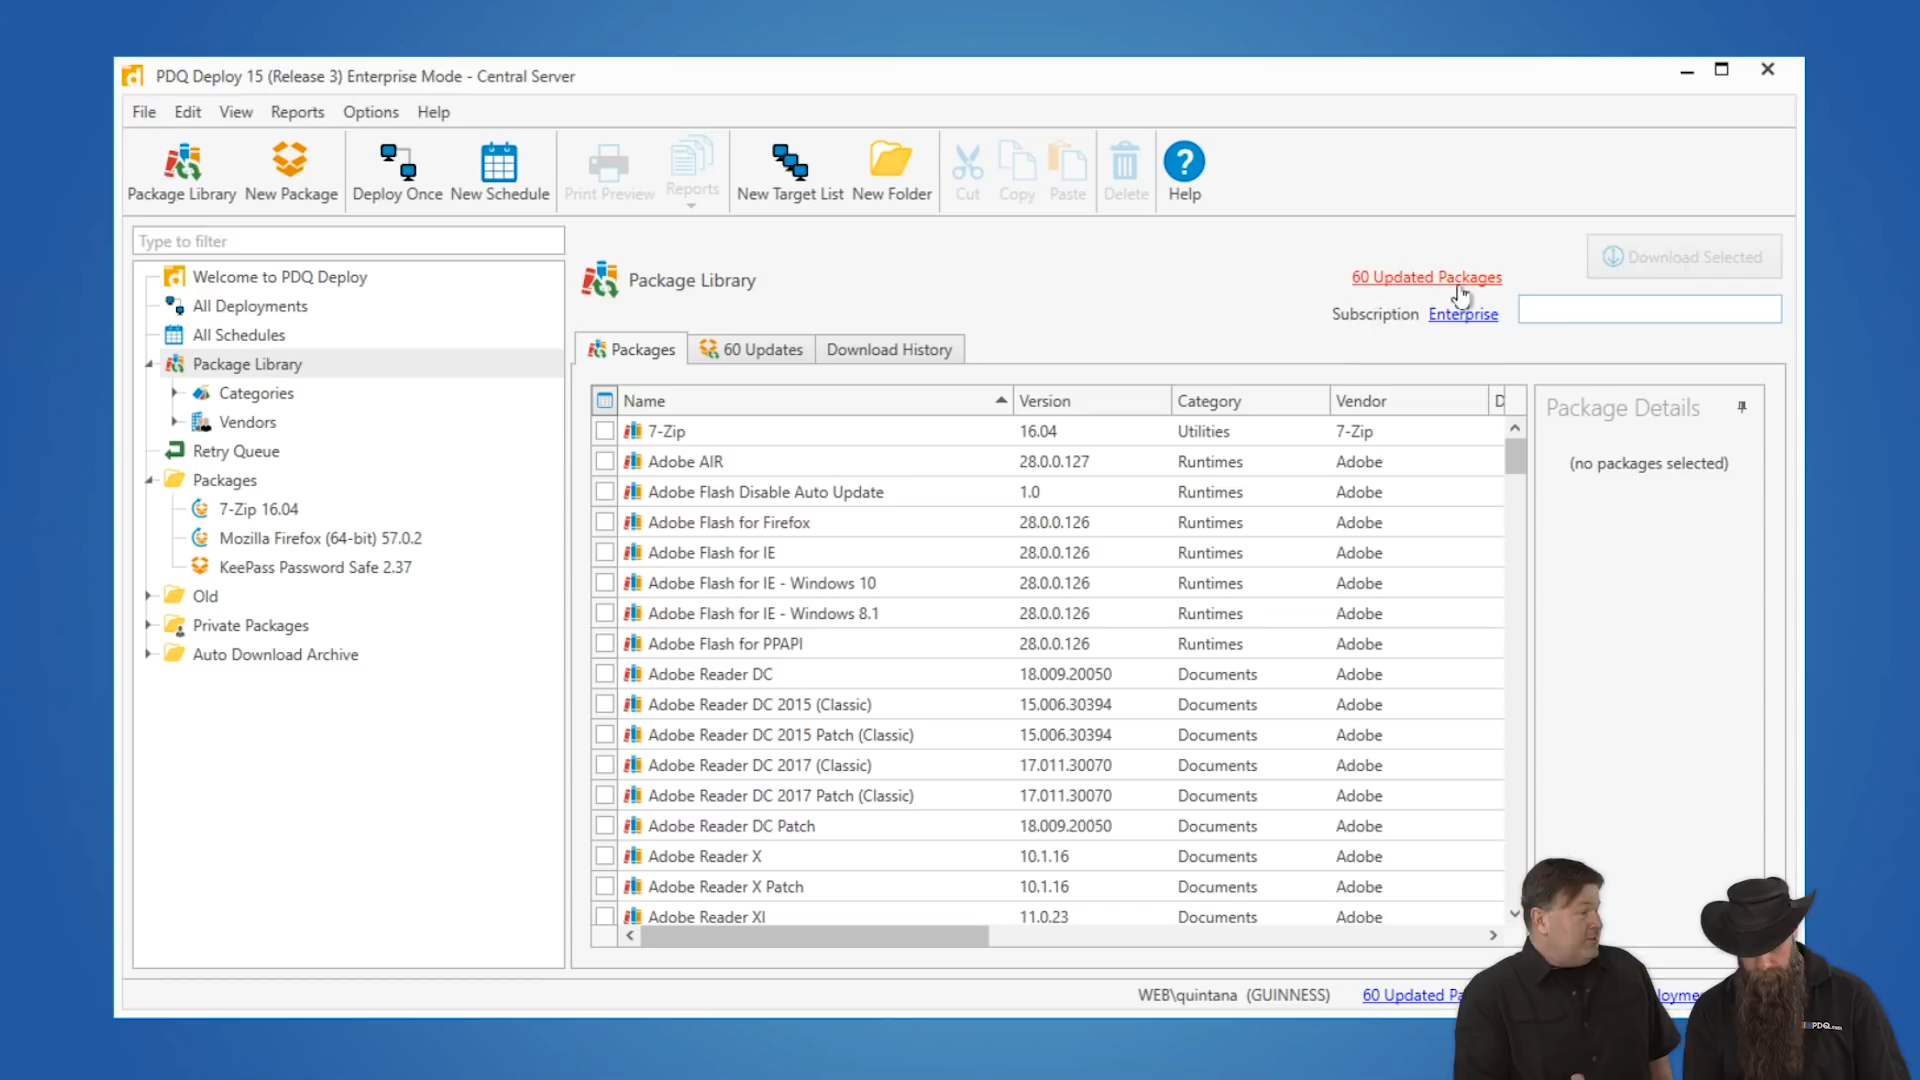 PDQ Deploy 15 (Release 3) Enterprise Mode - Central Server
File Edit View Reports Options Help
Package Library New Package Deploy Once New Schedule Print Preview Reports New Target List New Folder Cut Copy Paste Delete Help
Type to filter
Welcome to PDQ Deploy
All Deployments
All Schedules
Package Library
Categories
Vendors
Retry Queue
Packages
7-Zip 16.04
Mozilla Firefox (64-bit) 57.0.2
KeePass Password Safe 2.37
Old
Private Packages
Auto Download Archive
Package Library
60 Updated Packages
Download Selected
Subscription Enterprise
Packages 60 Updates Download History
Name Version Category Vendor D
7-Zip 16.04 Utilities 7-Zip
Adobe AIR 28.0.0.127 Runtimes Adobe
Adobe Flash Disable Auto Update 1.0 Runtimes Adobe
Adobe Flash for Firefox 28.0.0.126 Runtimes Adobe
Adobe Flash for IE 28.0.0.126 Runtimes Adobe
Adobe Flash for IE - Windows 10 28.0.0.126 Runtimes Adobe
Adobe Flash for IE - Windows 8.1 28.0.0.126 Runtimes Adobe
Adobe Flash for PPAPI 28.0.0.126 Runtimes Adobe
Adobe Reader DC 18.009.20050 Documents Adobe
Adobe Reader DC 2015 (Classic) 15.006.30394 Documents Adobe
Adobe Reader DC 2015 Patch (Classic) 15.006.30394 Documents Adobe
Adobe Reader DC 2017 (Classic) 17.011.30070 Documents Adobe
Adobe Reader DC 2017 Patch (Classic) 17.011.30070 Documents Adobe
Adobe Reader DC Patch 18.009.20050 Documents Adobe
Adobe Reader X 10.1.16 Documents Adobe
Adobe Reader X Patch 10.1.16 Documents Adobe
Adobe Reader XI 11.0.23 Documents Adobe
Package Details
(no packages selected)
WEB\quintana (GUINNESS) 60 Updated Pa
PDQ.com